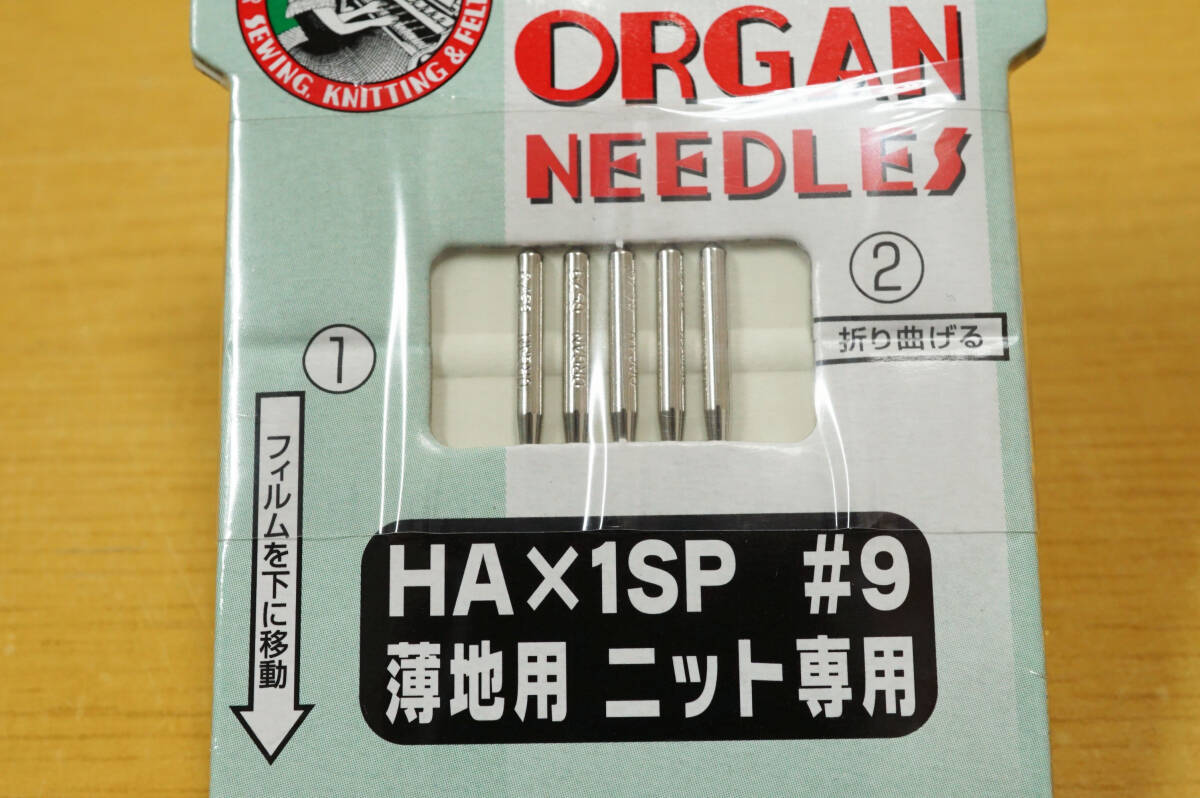 SEWING, KNITTING & FEL
ORGAN
NEEDLES
①
フィルムを下に移動
②
折り曲げる
ORGAN
HA×1SP #9
薄地用 ニット専用